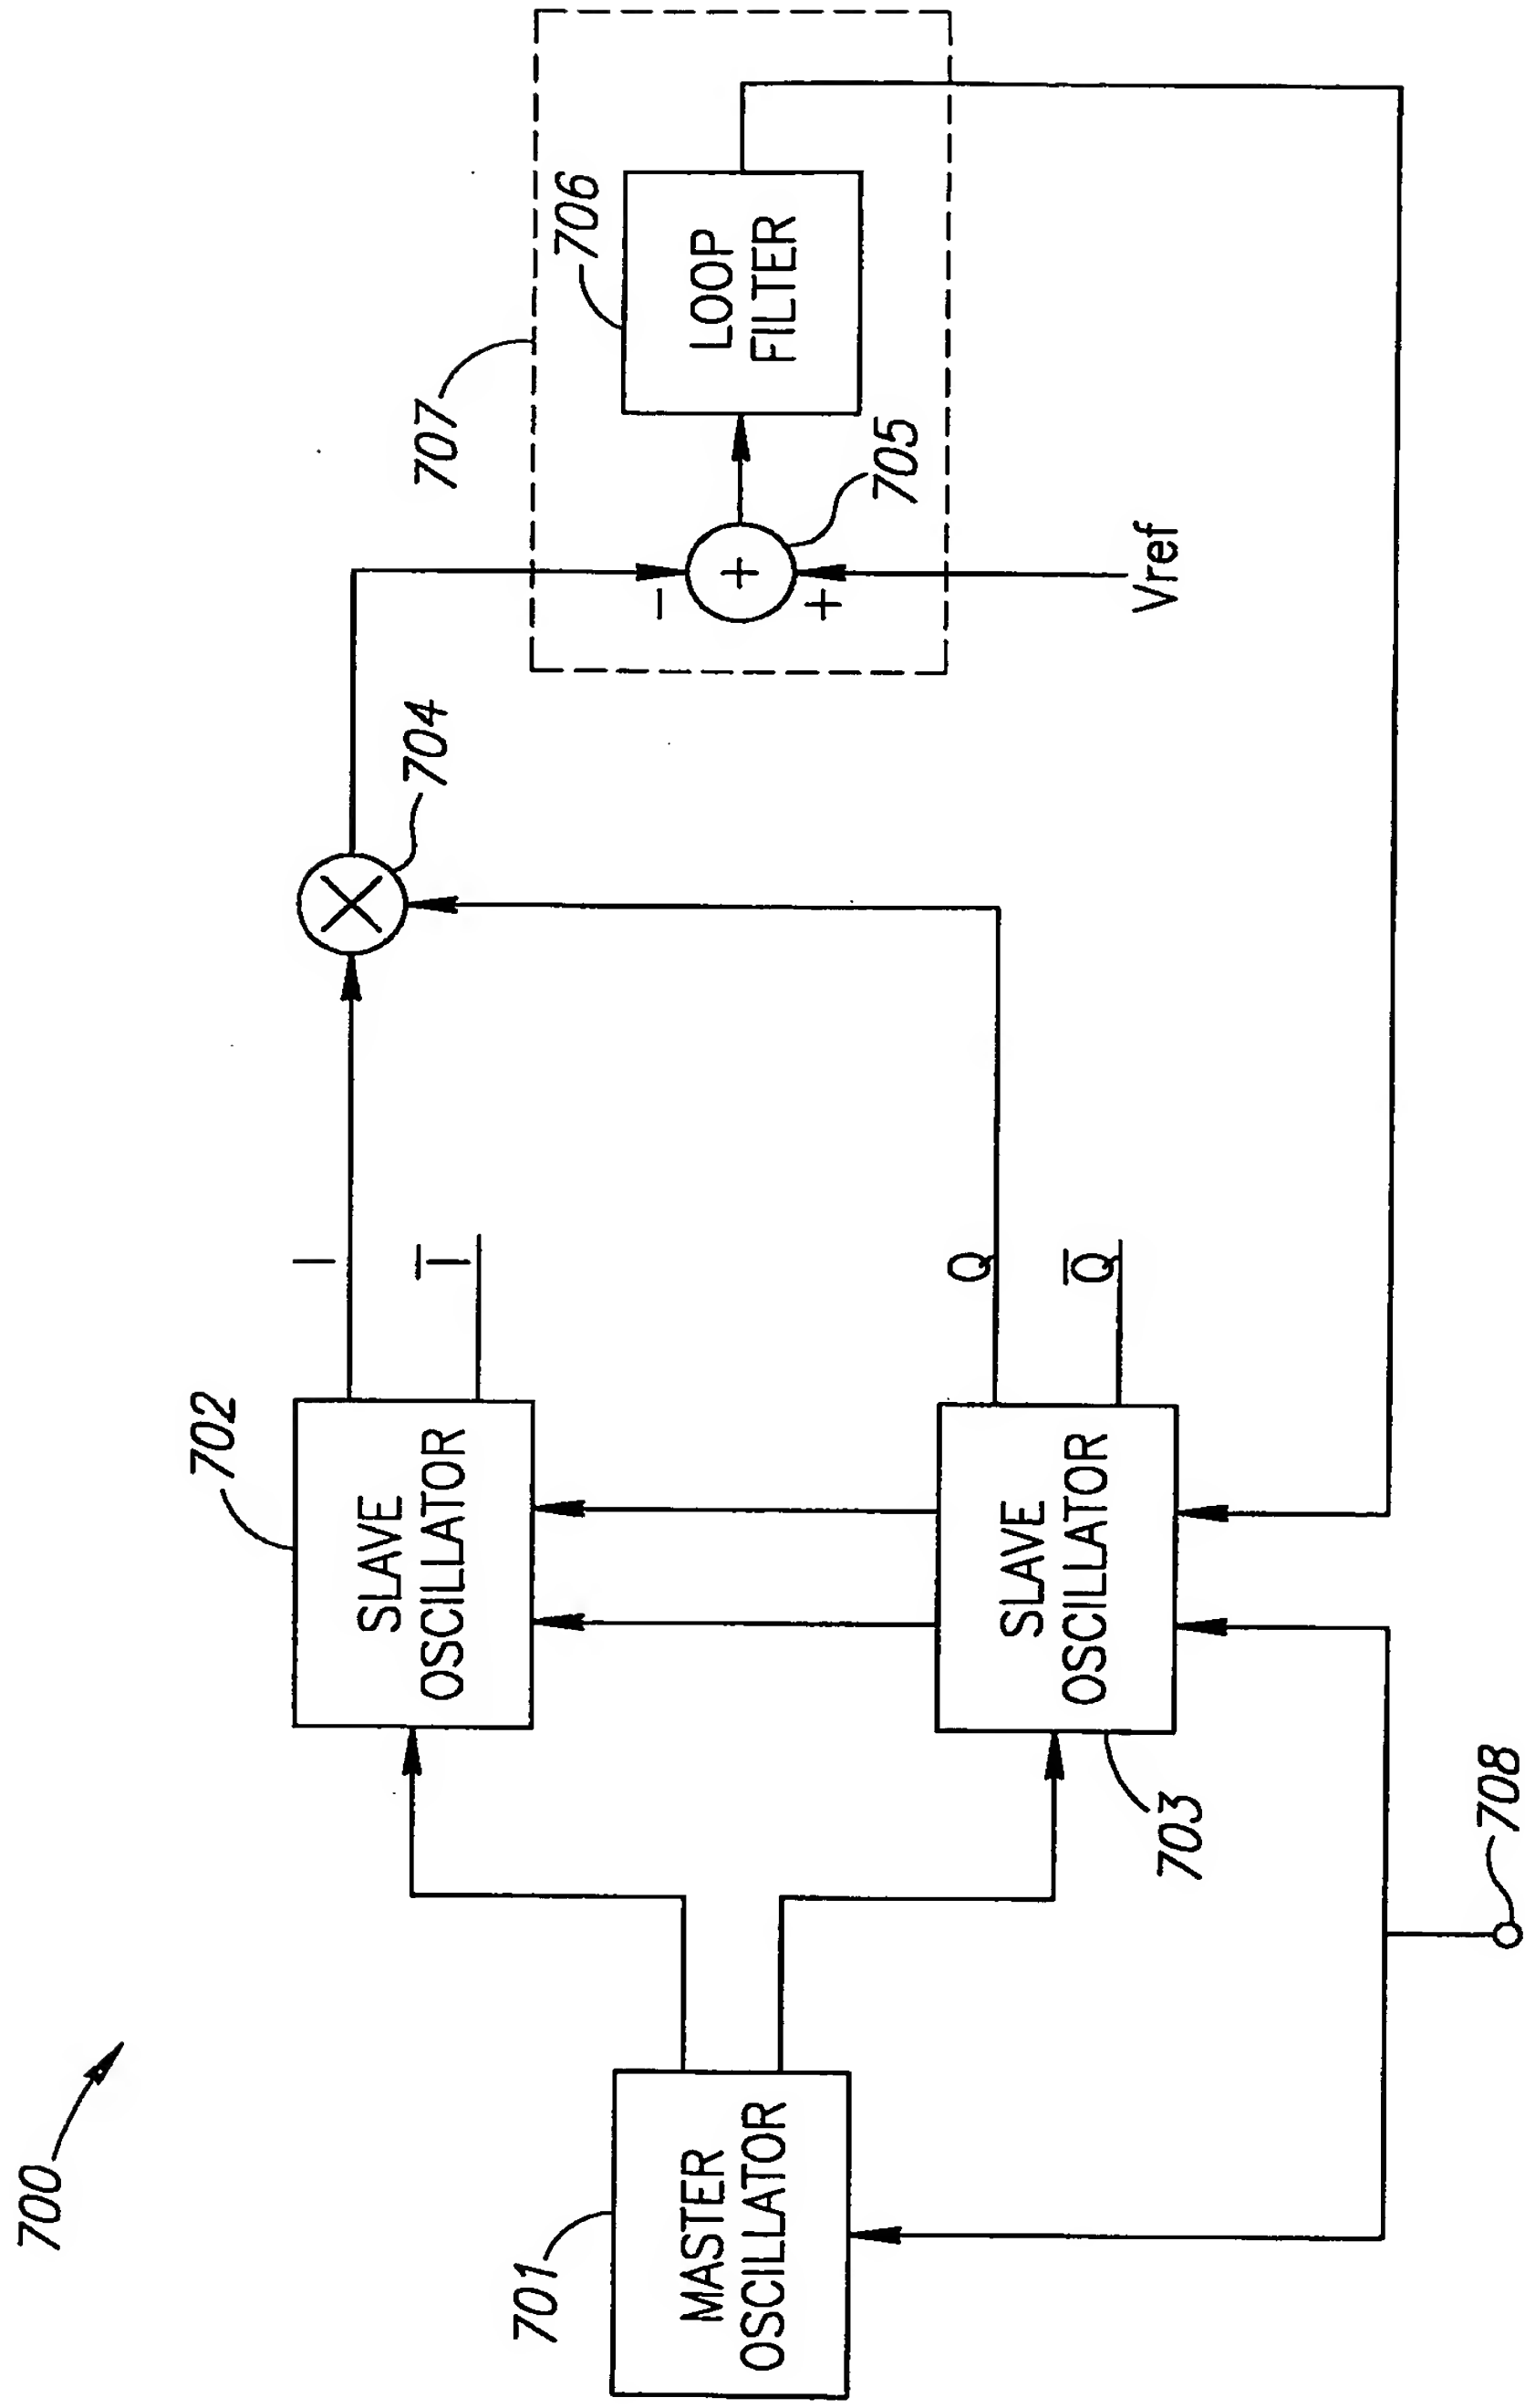 700
701
MASTER
OSCILLATOR
702
SLAVE
OSCILLATOR
I
I̅
703
SLAVE
OSCILLATOR
Q
Q̅
704
707
706
LOOP
FILTER
705
+
−
+
Vref
708